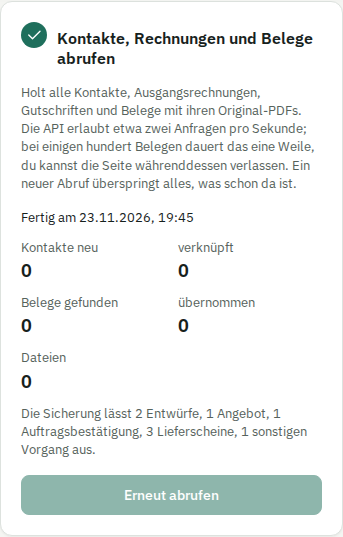 Kontakte, Rechnungen und Belege
abrufen
Holt alle Kontakte, Ausgangsrechnungen,
Gutschriften und Belege mit ihren Original-PDFs.
Die API erlaubt etwa zwei Anfragen pro Sekunde;
bei einigen hundert Belegen dauert das eine Weile,
du kannst die Seite währenddessen verlassen. Ein
neuer Abruf überspringt alles, was schon da ist.
Fertig am 23.11.2026, 19:45
Kontakte neu verknüpft
0 0
Belege gefunden übernommen
0 0
Dateien
0
Die Sicherung lässt 2 Entwürfe, 1 Angebot, 1
Auftragsbestätigung, 3 Lieferscheine, 1 sonstigen
Vorgang aus.
Erneut abrufen